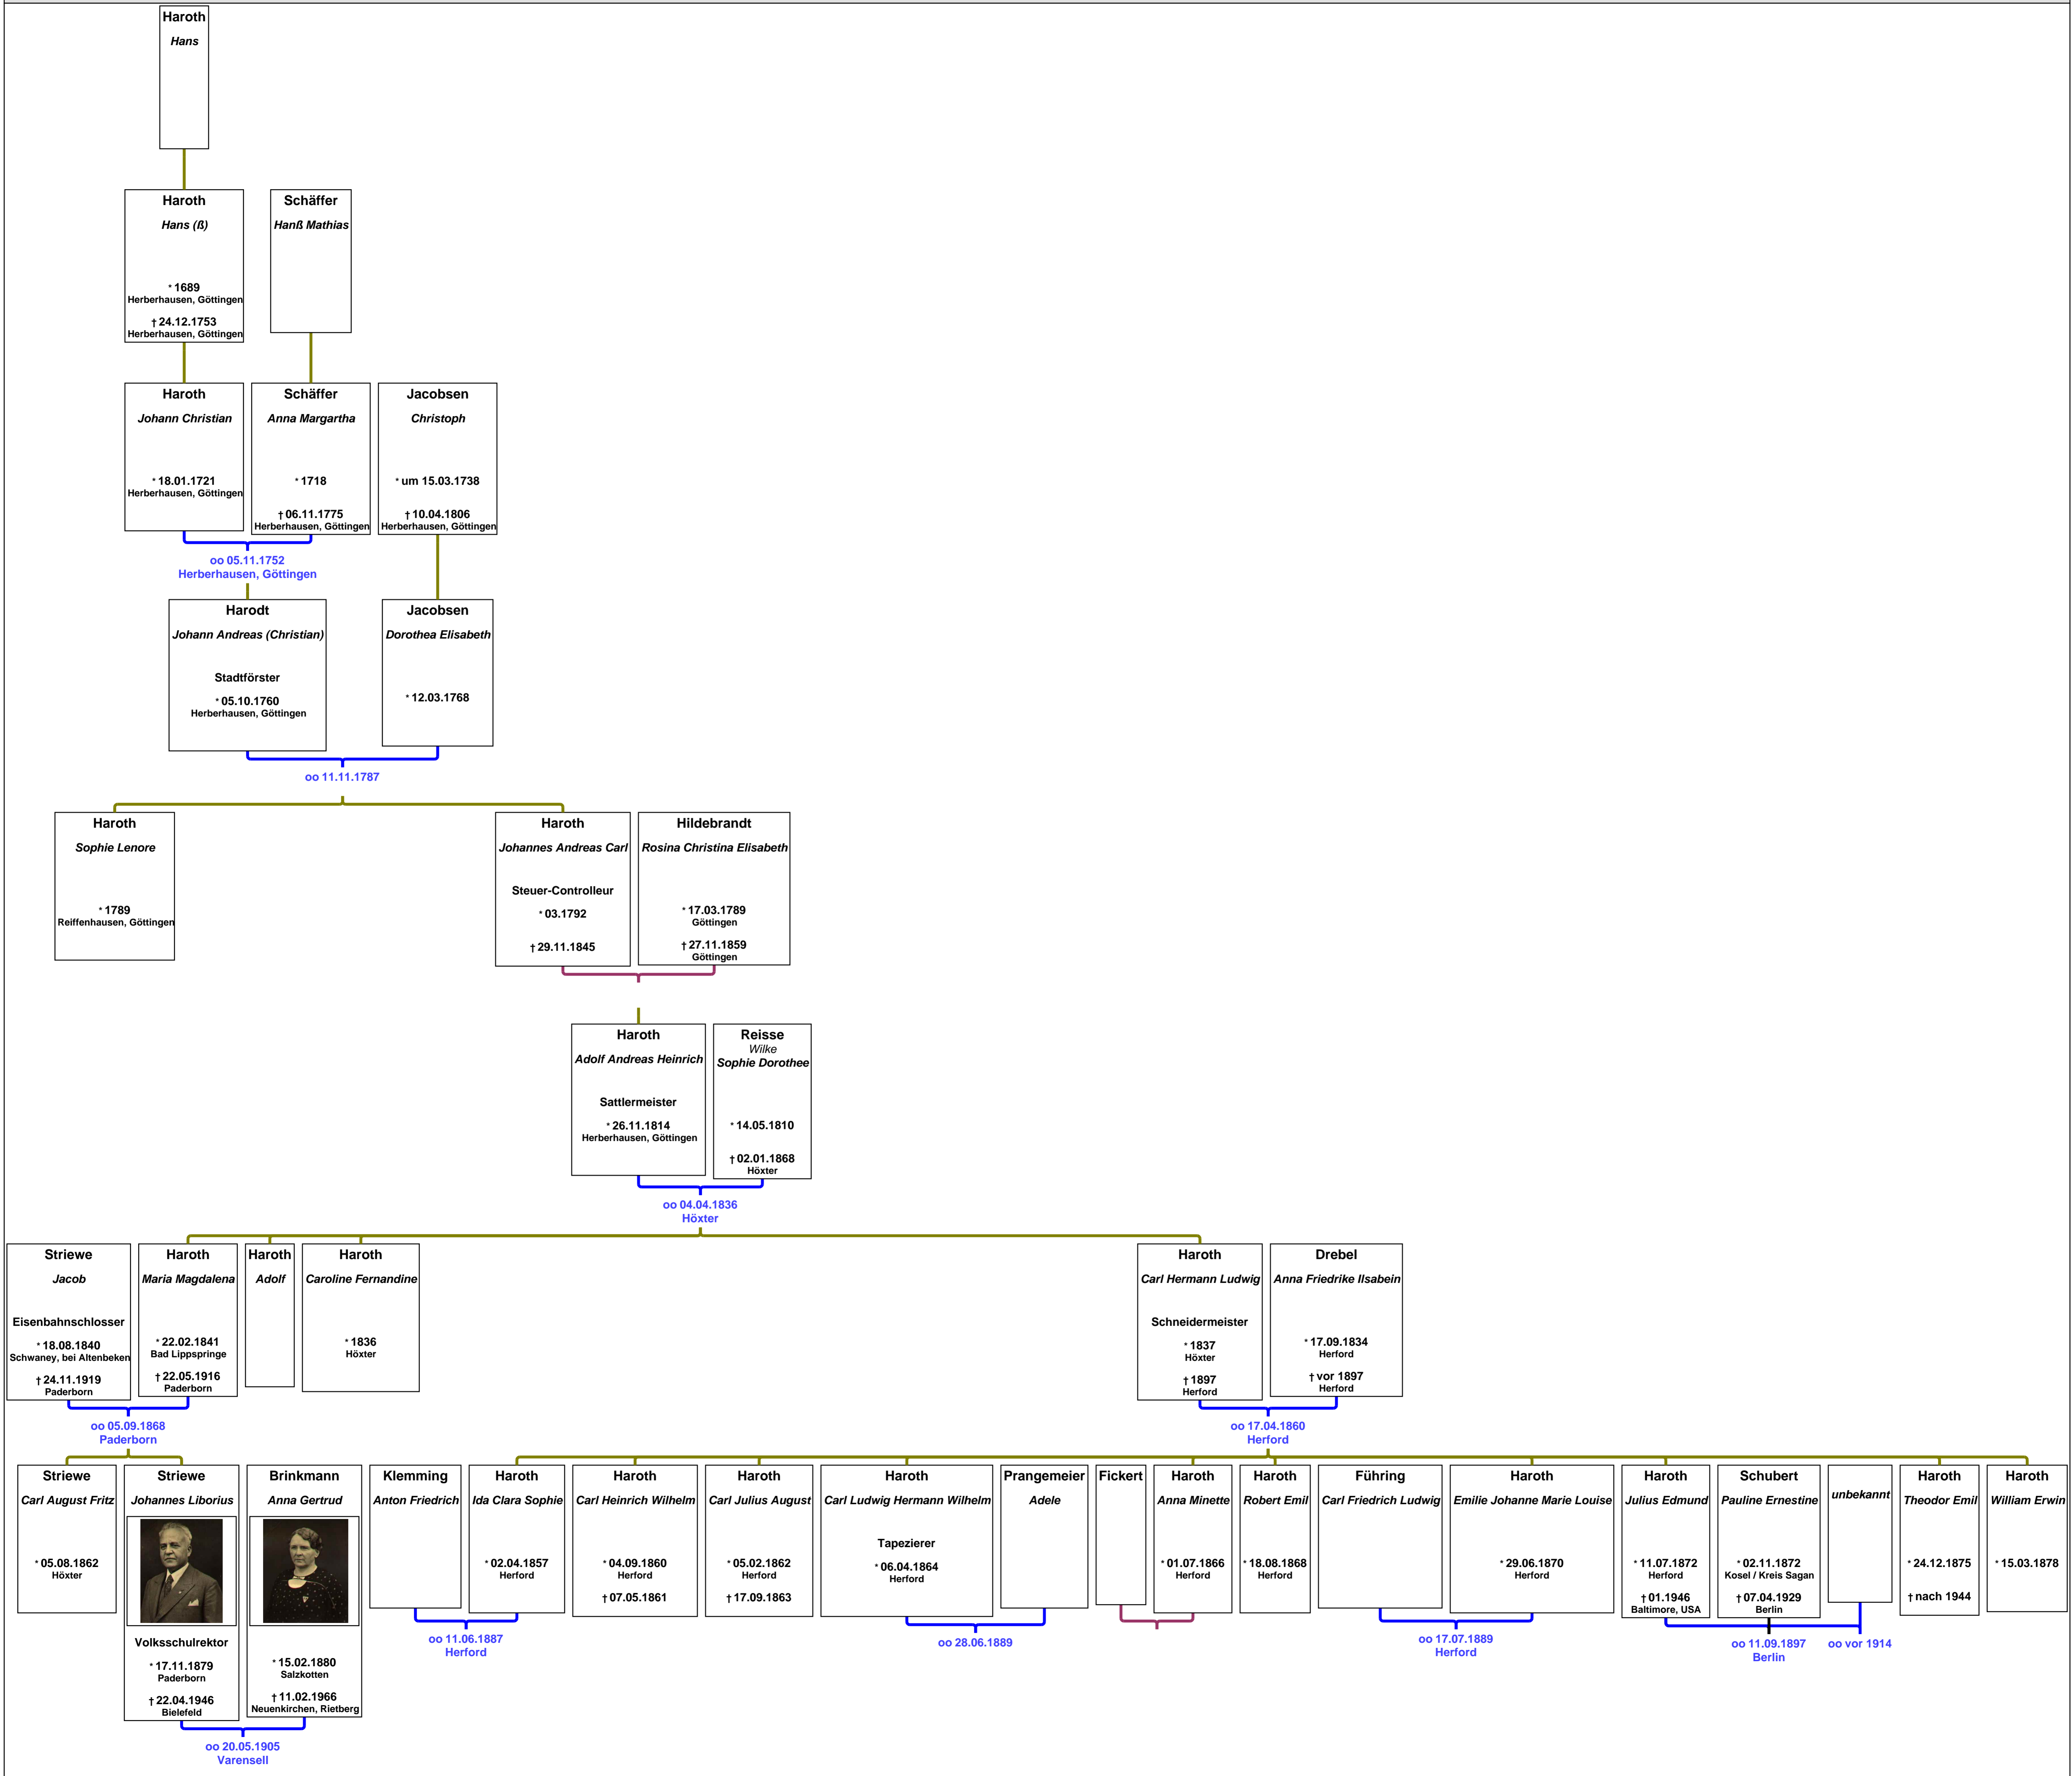 Haroth
Hans
Haroth
Hans (ß)
* 1689
Herberhausen, Göttingen
† 24.12.1753
Herberhausen, Göttingen
Schäffer
Hanß Mathias
Haroth
Johann Christian
* 18.01.1721
Herberhausen, Göttingen
Schäffer
Anna Margartha
* 1718
† 06.11.1775
Herberhausen, Göttingen
Jacobsen
Christoph
* um 15.03.1738
† 10.04.1806
Herberhausen, Göttingen
oo 05.11.1752
Herberhausen, Göttingen
Harodt
Johann Andreas (Christian)
Stadtförster
* 05.10.1760
Herberhausen, Göttingen
Jacobsen
Dorothea Elisabeth
* 12.03.1768
oo 11.11.1787
Haroth
Sophie Lenore
* 1789
Reiffenhausen, Göttingen
Haroth
Johannes Andreas Carl
Steuer-Controlleur
* 03.1792
† 29.11.1845
Hildebrandt
Rosina Christina Elisabeth
* 17.03.1789
Göttingen
† 27.11.1859
Göttingen
Haroth
Adolf Andreas Heinrich
Sattlermeister
* 26.11.1814
Herberhausen, Göttingen
Reisse
Wilke
Sophie Dorothee
* 14.05.1810
† 02.01.1868
Höxter
oo 04.04.1836
Höxter
Striewe
Jacob
Eisenbahnschlosser
* 18.08.1840
Schwaney, bei Altenbeken
† 24.11.1919
Paderborn
Haroth
Maria Magdalena
* 22.02.1841
Bad Lippspringe
† 22.05.1916
Paderborn
Haroth
Adolf
Haroth
Caroline Fernandine
* 1836
Höxter
Haroth
Carl Hermann Ludwig
Schneidermeister
* 1837
Höxter
† 1897
Herford
Drebel
Anna Friedrike Ilsabein
* 17.09.1834
Herford
† vor 1897
Herford
oo 05.09.1868
Paderborn
oo 17.04.1860
Herford
Striewe
Carl August Fritz
* 05.08.1862
Höxter
Striewe
Johannes Liborius
Volksschulrektor
* 17.11.1879
Paderborn
† 22.04.1946
Bielefeld
Brinkmann
Anna Gertrud
* 15.02.1880
Salzkotten
† 11.02.1966
Neuenkirchen, Rietberg
Klemming
Anton Friedrich
Haroth
Ida Clara Sophie
* 02.04.1857
Herford
Haroth
Carl Heinrich Wilhelm
* 04.09.1860
Herford
† 07.05.1861
Haroth
Carl Julius August
* 05.02.1862
Herford
† 17.09.1863
Haroth
Carl Ludwig Hermann Wilhelm
Tapezierer
* 06.04.1864
Herford
Prangemeier
Adele
Fickert
Haroth
Anna Minette
* 01.07.1866
Herford
Haroth
Robert Emil
* 18.08.1868
Herford
Führing
Carl Friedrich Ludwig
Haroth
Emilie Johanne Marie Louise
* 29.06.1870
Herford
Haroth
Julius Edmund
* 11.07.1872
Herford
† 01.1946
Baltimore, USA
Schubert
Pauline Ernestine
* 02.11.1872
Kosel / Kreis Sagan
† 07.04.1929
Berlin
unbekannt
Haroth
Theodor Emil
* 24.12.1875
† nach 1944
Haroth
William Erwin
* 15.03.1878
oo 11.06.1887
Herford
oo 28.06.1889
oo 17.07.1889
Herford
oo 11.09.1897
Berlin
oo vor 1914
oo 20.05.1905
Varensell